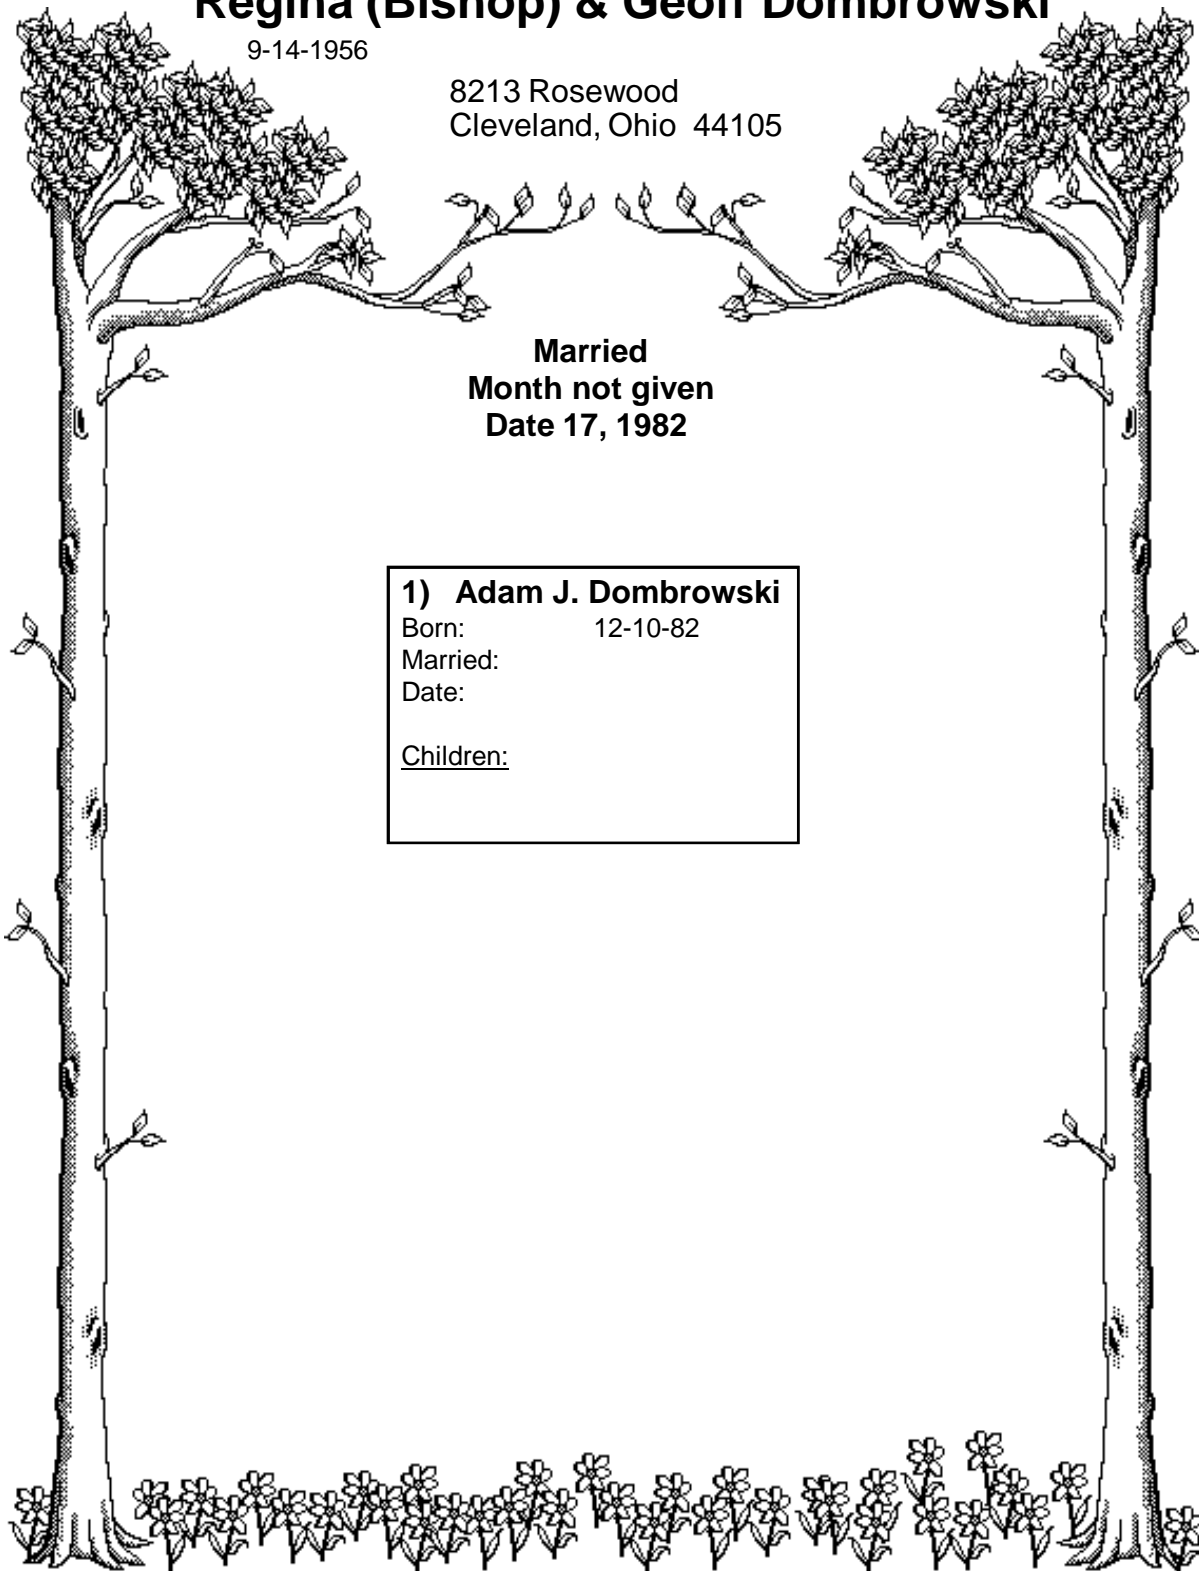 Regina (Bishop) & Geoff Dombrowski
9-14-1956
8213 Rosewood
Cleveland, Ohio 44105
Married
Month not given
Date 17, 1982
1) Adam J. Dombrowski
Born: 12-10-82
Married:
Date:
Children: